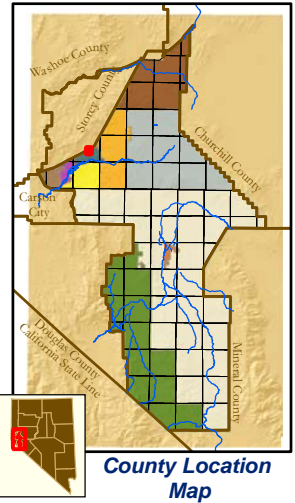 Washoe County
Storey County
Churchill County
Carson
City
Douglas County
California State Line
Mineral County
County Location
Map